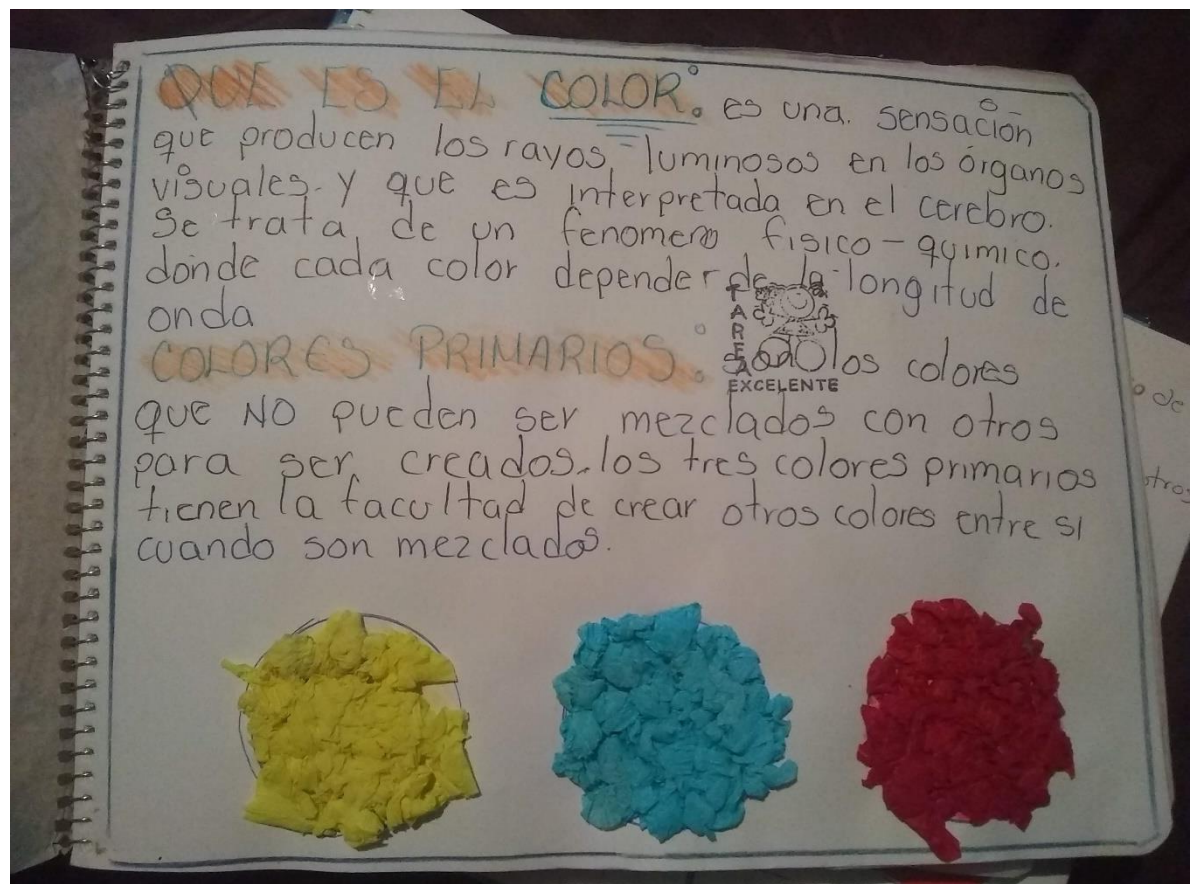 QUE ES EL COLOR: es una. sensación
que producen los rayos luminosos en los órganos
visuales. y que es interpretada en el cerebro.
Se trata de un fenomeno fisico-quimico.
donde cada color depender de la longitud de
onda
COLORES PRIMARIOS: son los colores
TAREA
EXCELENTE
que NO pueden ser mezclados con otros
para ser creados. los tres colores primarios
tienen la facultad de crear otros colores entre si
cuando son mezclados.
o de
tros